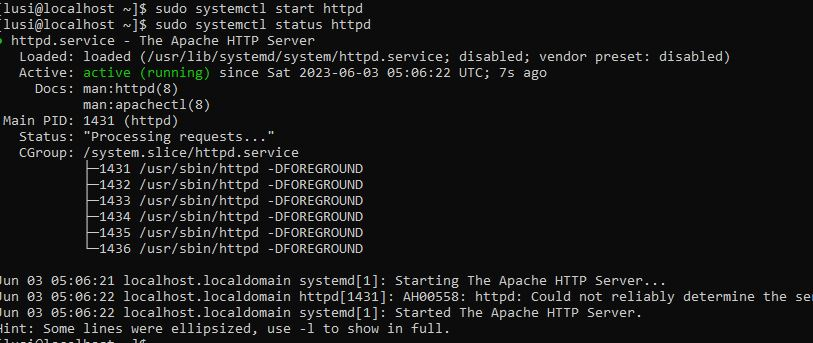 [lusi@localhost ~]$ sudo systemctl start httpd
[lusi@localhost ~]$ sudo systemctl status httpd
● httpd.service - The Apache HTTP Server
   Loaded: loaded (/usr/lib/systemd/system/httpd.service; disabled; vendor preset: disabled)
   Active: active (running) since Sat 2023-06-03 05:06:22 UTC; 7s ago
     Docs: man:httpd(8)
           man:apachectl(8)
 Main PID: 1431 (httpd)
   Status: "Processing requests..."
   CGroup: /system.slice/httpd.service
           ├─1431 /usr/sbin/httpd -DFOREGROUND
           ├─1432 /usr/sbin/httpd -DFOREGROUND
           ├─1433 /usr/sbin/httpd -DFOREGROUND
           ├─1434 /usr/sbin/httpd -DFOREGROUND
           ├─1435 /usr/sbin/httpd -DFOREGROUND
           └─1436 /usr/sbin/httpd -DFOREGROUND
Jun 03 05:06:21 localhost.localdomain systemd[1]: Starting The Apache HTTP Server...
Jun 03 05:06:22 localhost.localdomain httpd[1431]: AH00558: httpd: Could not reliably determine the se
Jun 03 05:06:22 localhost.localdomain systemd[1]: Started The Apache HTTP Server.
Hint: Some lines were ellipsized, use -l to show in full.
[lusi@localhost ~]$